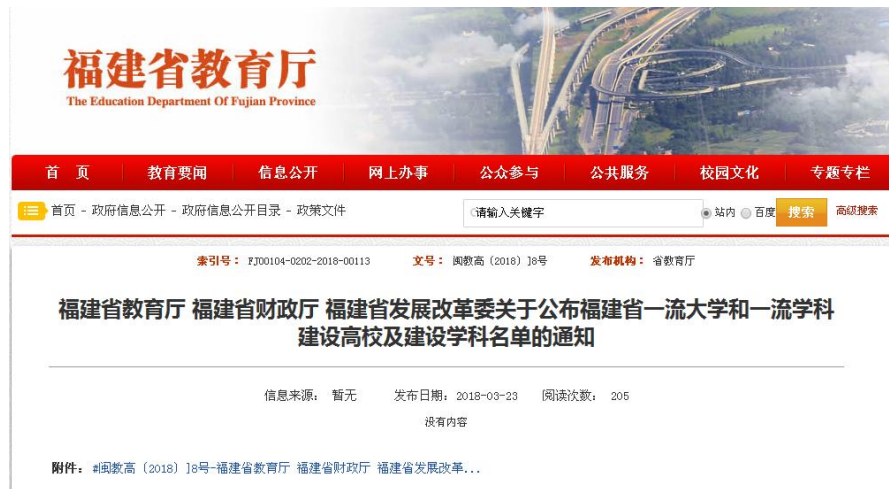 福建省教育厅
The Education Department Of Fujian Province
首 页 教育要闻 信息公开 网上办事 公众参与 公共服务 校园文化 专题专栏
首页 - 政府信息公开 - 政府信息公开目录 - 政策文件 请输入关键字 站内 百度 搜索 高级搜索
索引号： FJ00104-0202-2018-00113 文号： 闽教高〔2018〕]8号 发布机构： 省教育厅
福建省教育厅 福建省财政厅 福建省发展改革委关于公布福建省一流大学和一流学科
建设高校及建设学科名单的通知
信息来源： 暂无 发布日期：2018-03-23 阅读次数： 205
没有内容
附件： #闽教高〔2018〕]8号-福建省教育厅 福建省财政厅 福建省发展改革...